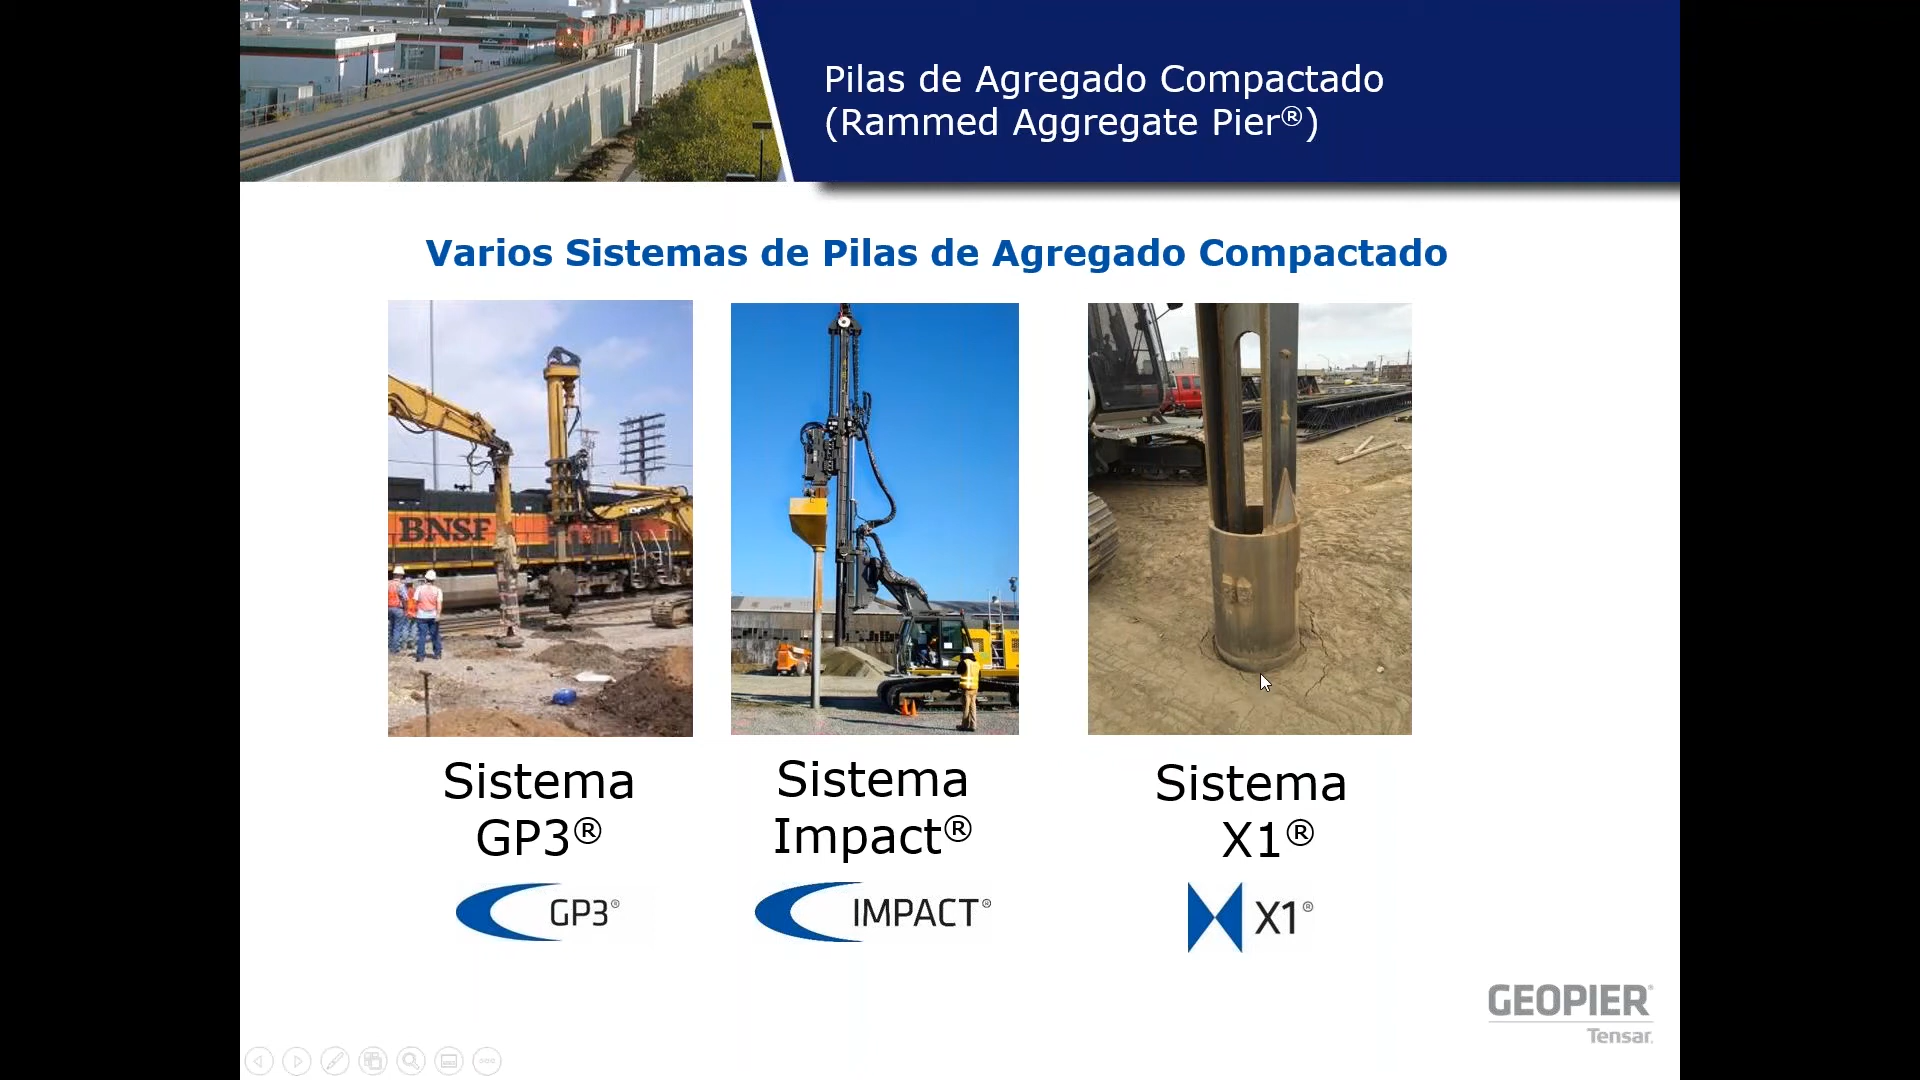 Pilas de Agregado Compactado
(Rammed Aggregate Pier®)
Varios Sistemas de Pilas de Agregado Compactado
BNSF
Sistema
GP3®
Sistema
Impact®
Sistema
X1®
GP3®
IMPACT®
X1®
GEOPIER®
Tensar.